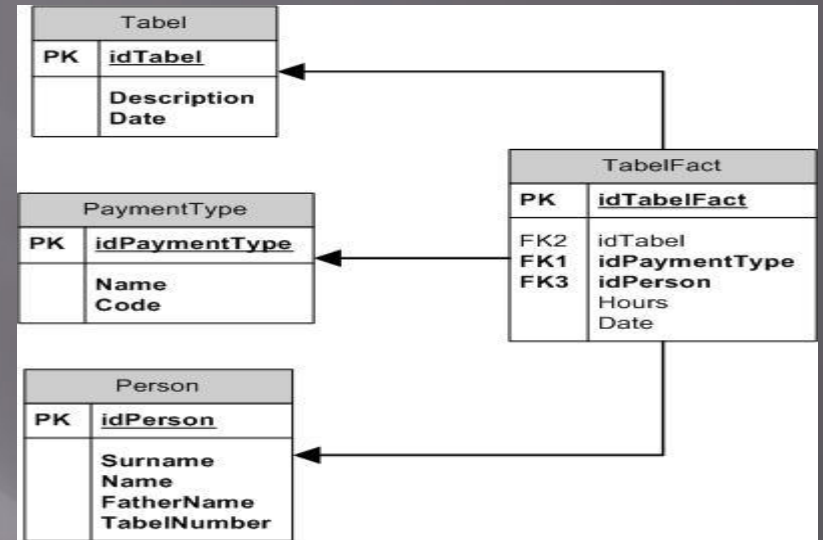 Tabel
PK idTabel
Description
Date
PaymentType
PK idPaymentType
Name
Code
Person
PK idPerson
Surname
Name
FatherName
TabelNumber
TabelFact
PK idTabelFact
FK2 idTabel
FK1 idPaymentType
FK3 idPerson
Hours
Date